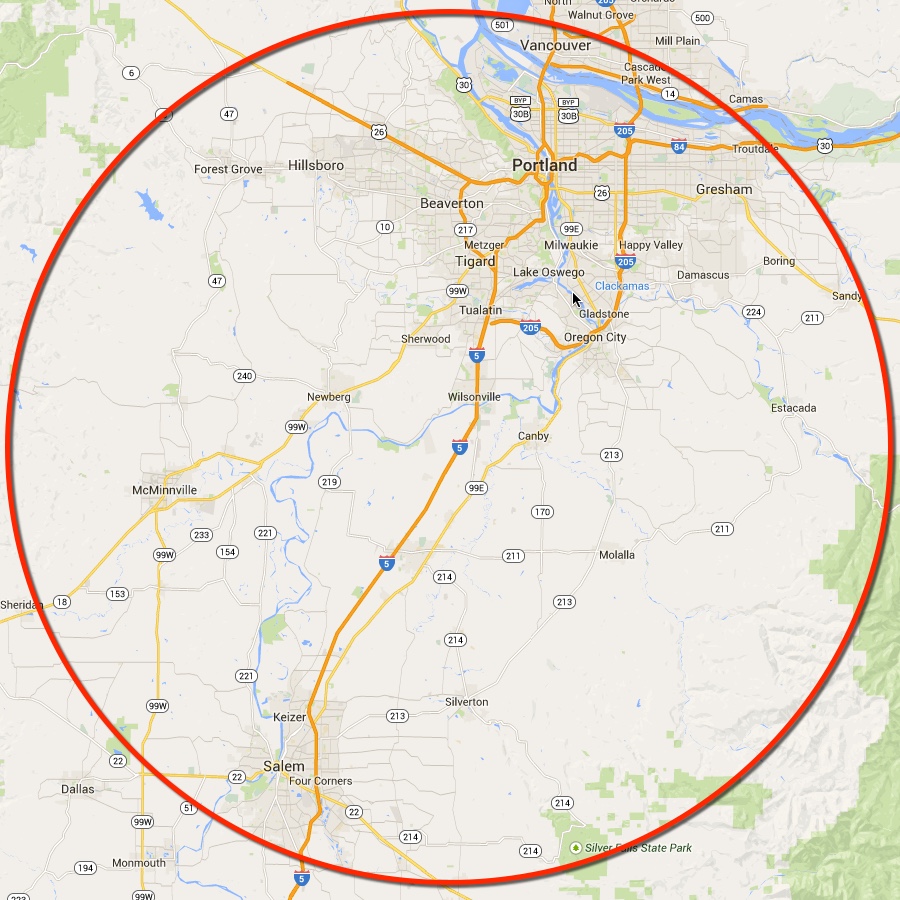 North
205
Orchards
Walnut Grove
500
501
Vancouver
Mill Plain
6
Cascade
Park West
30
14
Camas
BYP
30B
BYP
30B
47
26
205
84
Troutdale
30
Portland
Forest Grove
Hillsboro
26
Gresham
Beaverton
10
217
99E
Metzger
Milwaukie
Happy Valley
Tigard
Lake Oswego
205
Boring
Damascus
47
99W
Clackamas
Sandy
Tualatin
Gladstone
224
211
205
Sherwood
Oregon City
5
240
Newberg
Wilsonville
Estacada
99W
Canby
5
213
McMinnville
219
99E
170
233
221
211
154
99W
5
211
Molalla
214
153
Sheridan
18
213
214
221
Silverton
99W
Keizer
213
22
Salem
22
Four Corners
Dallas
51
22
214
99W
214
214
Silver Falls State Park
Monmouth
194
5
99W
223